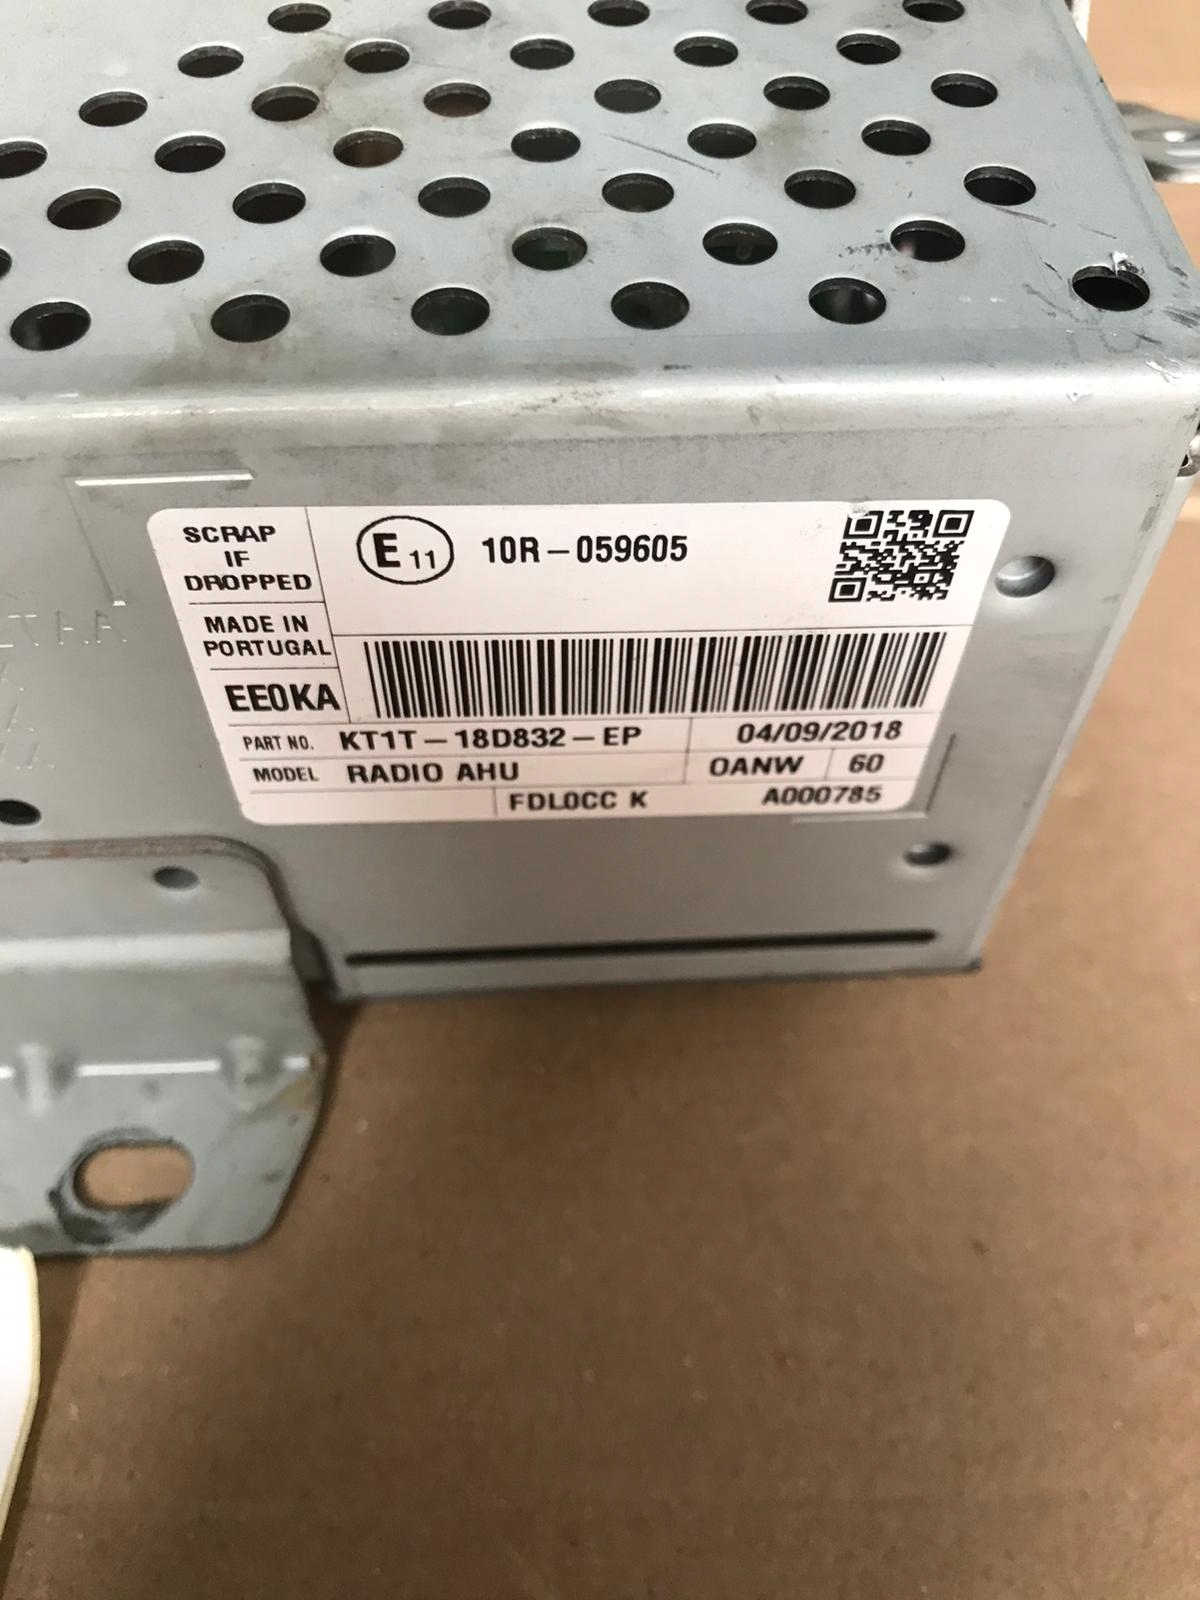 SCRAP
IF
DROPPED
E11 10R-059605
MADE IN
PORTUGAL
EE0KA
PART NO. KT1T-18D832-EP 04/09/2018
MODEL RADIO AHU 0ANW 60
FDL0CC K A000785